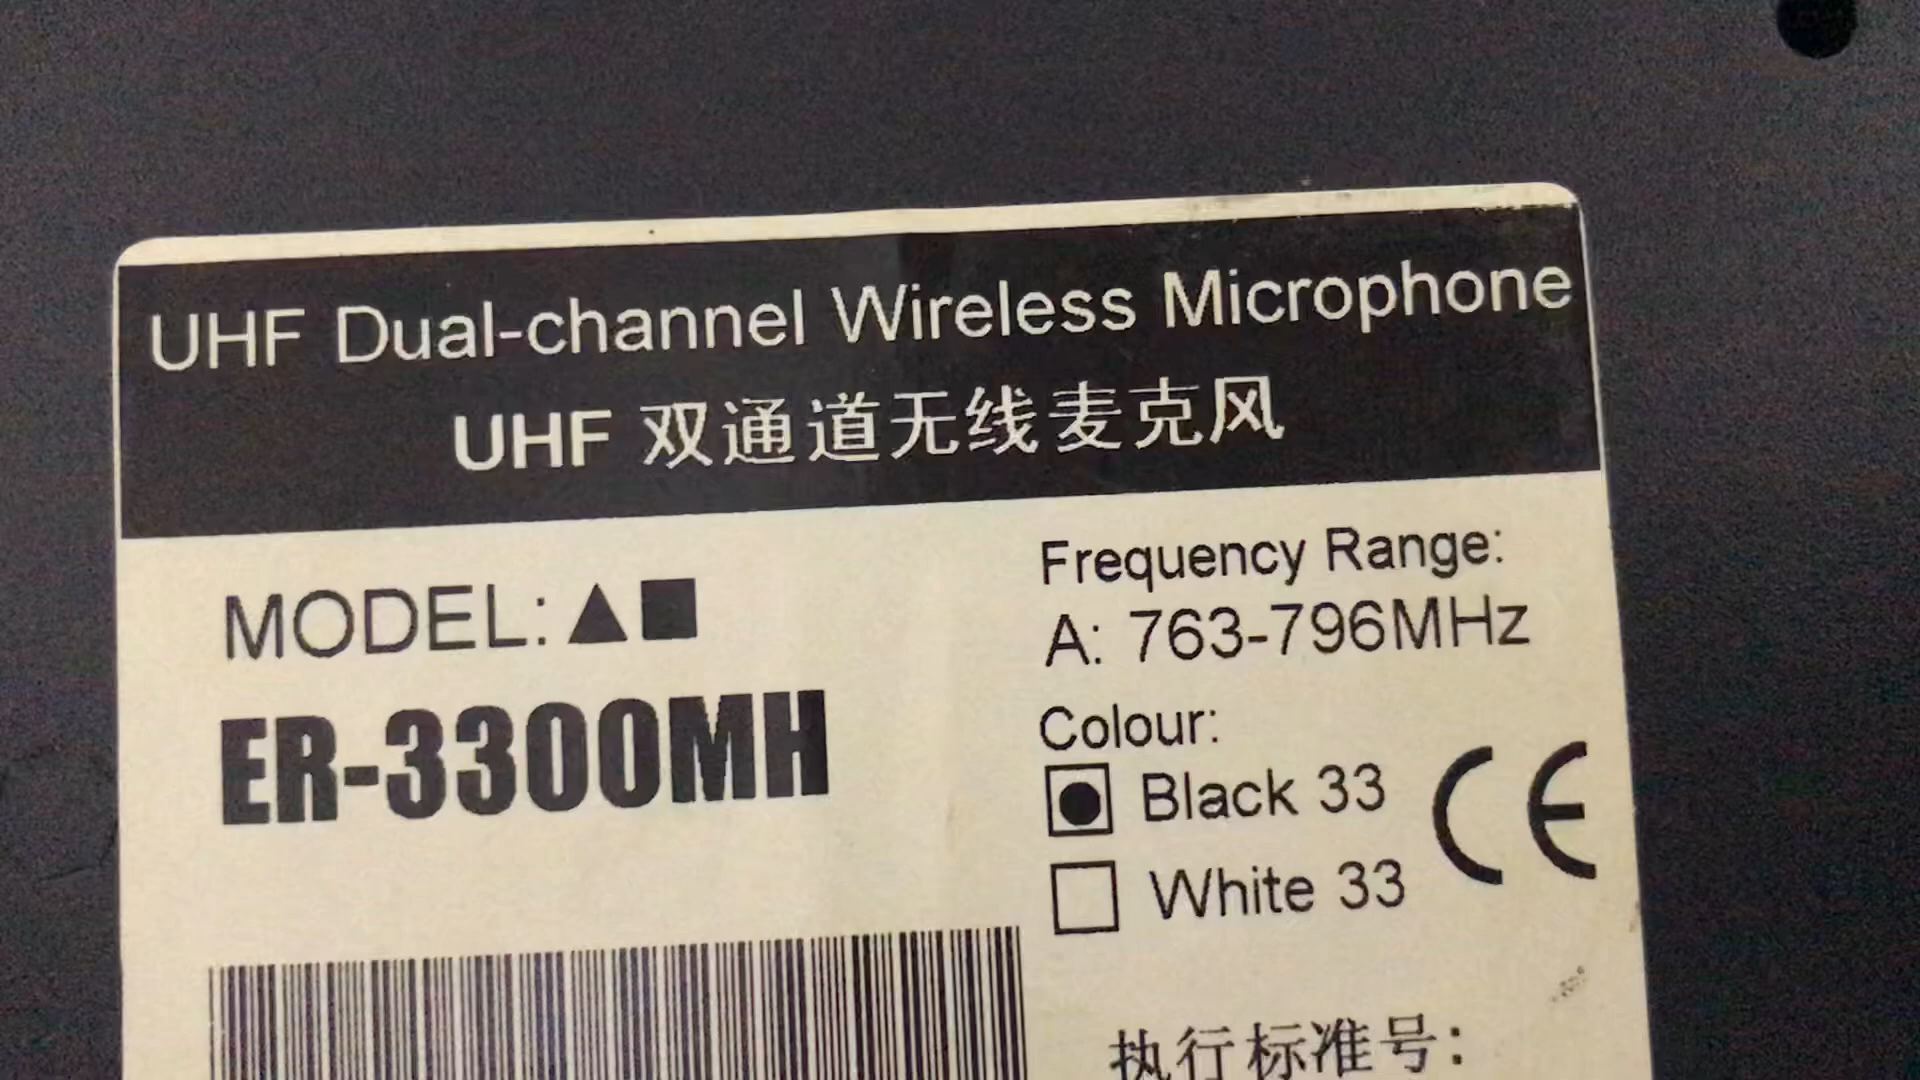 UHF Dual-channel Wireless Microphone
UHF 双通道无线麦克风
MODEL:▲■
ER-3300MH
Frequency Range:
A: 763-796MHz
Colour:
Black 33
White 33
CE
执行标准号: